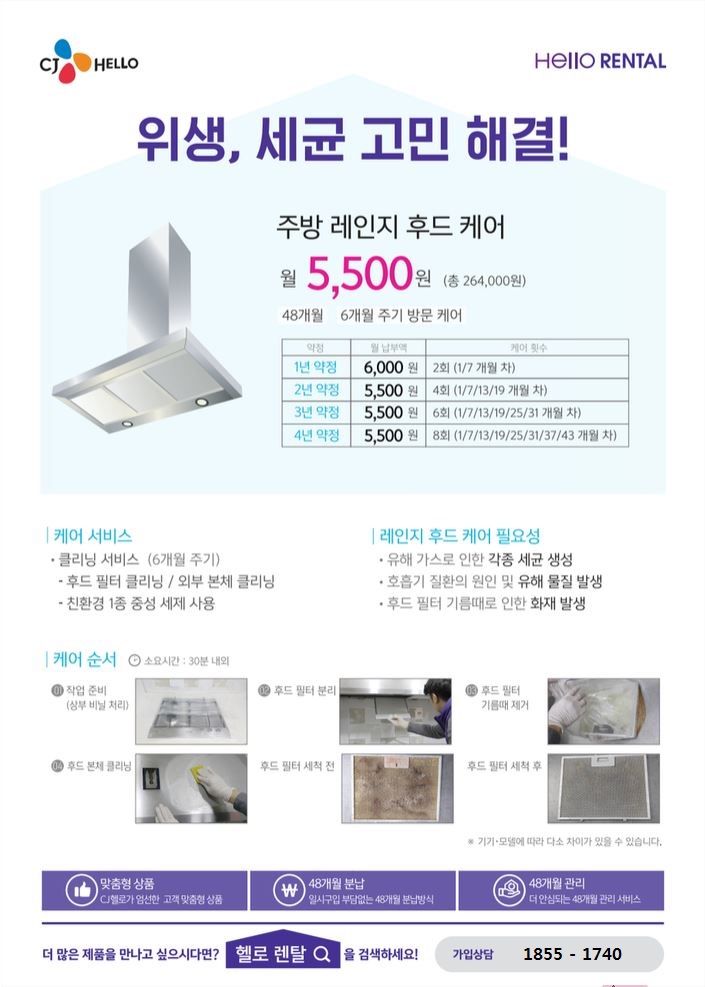 CJ HELLO
Hello RENTAL
위생, 세균 고민 해결!
주방 레인지 후드 케어
월 5,500원 (총 264,000원)
48개월 6개월 주기 방문 케어
약정 월 납부액 케어 횟수
1년 약정 6,000 원 2회 (1/7 개월 차)
2년 약정 5,500 원 4회 (1/7/13/19 개월 차)
3년 약정 5,500 원 6회 (1/7/13/19/25/31 개월 차)
4년 약정 5,500 원 8회 (1/7/13/19/25/31/37/43 개월 차)
케어 서비스
• 클리닝 서비스 (6개월 주기)
- 후드 필터 클리닝 / 외부 본체 클리닝
- 친환경 1종 중성 세제 사용
레인지 후드 케어 필요성
• 유해 가스로 인한 각종 세균 생성
• 호흡기 질환의 원인 및 유해 물질 발생
• 후드 필터 기름때로 인한 화재 발생
케어 순서 소요시간 : 30분 내외
01 작업 준비
(상부 비닐 처리)
02 후드 필터 분리
03 후드 필터
기름때 제거
04 후드 본체 클리닝
후드 필터 세척 전
후드 필터 세척 후
※ 기기·모델에 따라 다소 차이가 있을 수 있습니다.
맞춤형 상품
CJ헬로가 엄선한 고객 맞춤형 상품
₩
48개월 분납
일시구입 부담없는 48개월 분납방식
48개월 관리
더 안심되는 48개월 관리 서비스
더 많은 제품을 만나고 싶으시다면? 헬로 렌탈 을 검색하세요!
가입상담 1855 - 1740